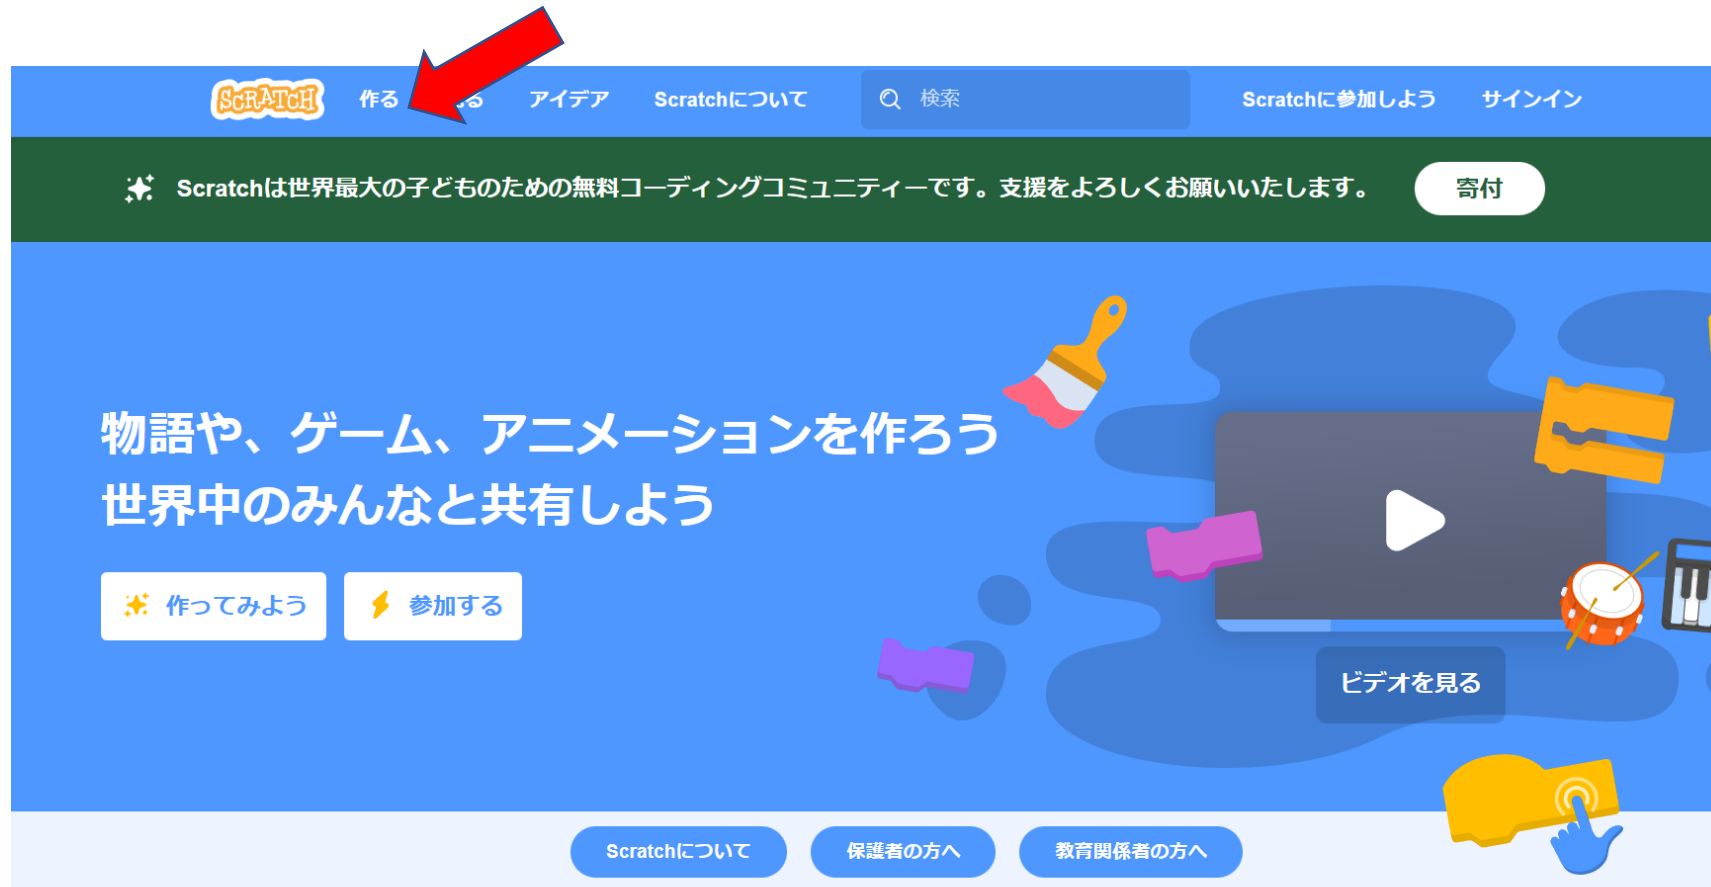 SCRATCH 作る る アイデア Scratchについて 検索 Scratchに参加しよう サインイン
Scratchは世界最大の子どものための無料コーディングコミュニティーです。支援をよろしくお願いいたします。 寄付
物語や、ゲーム、アニメーションを作ろう
世界中のみんなと共有しよう
作ってみよう 参加する
ビデオを見る
Scratchについて 保護者の方へ 教育関係者の方へ